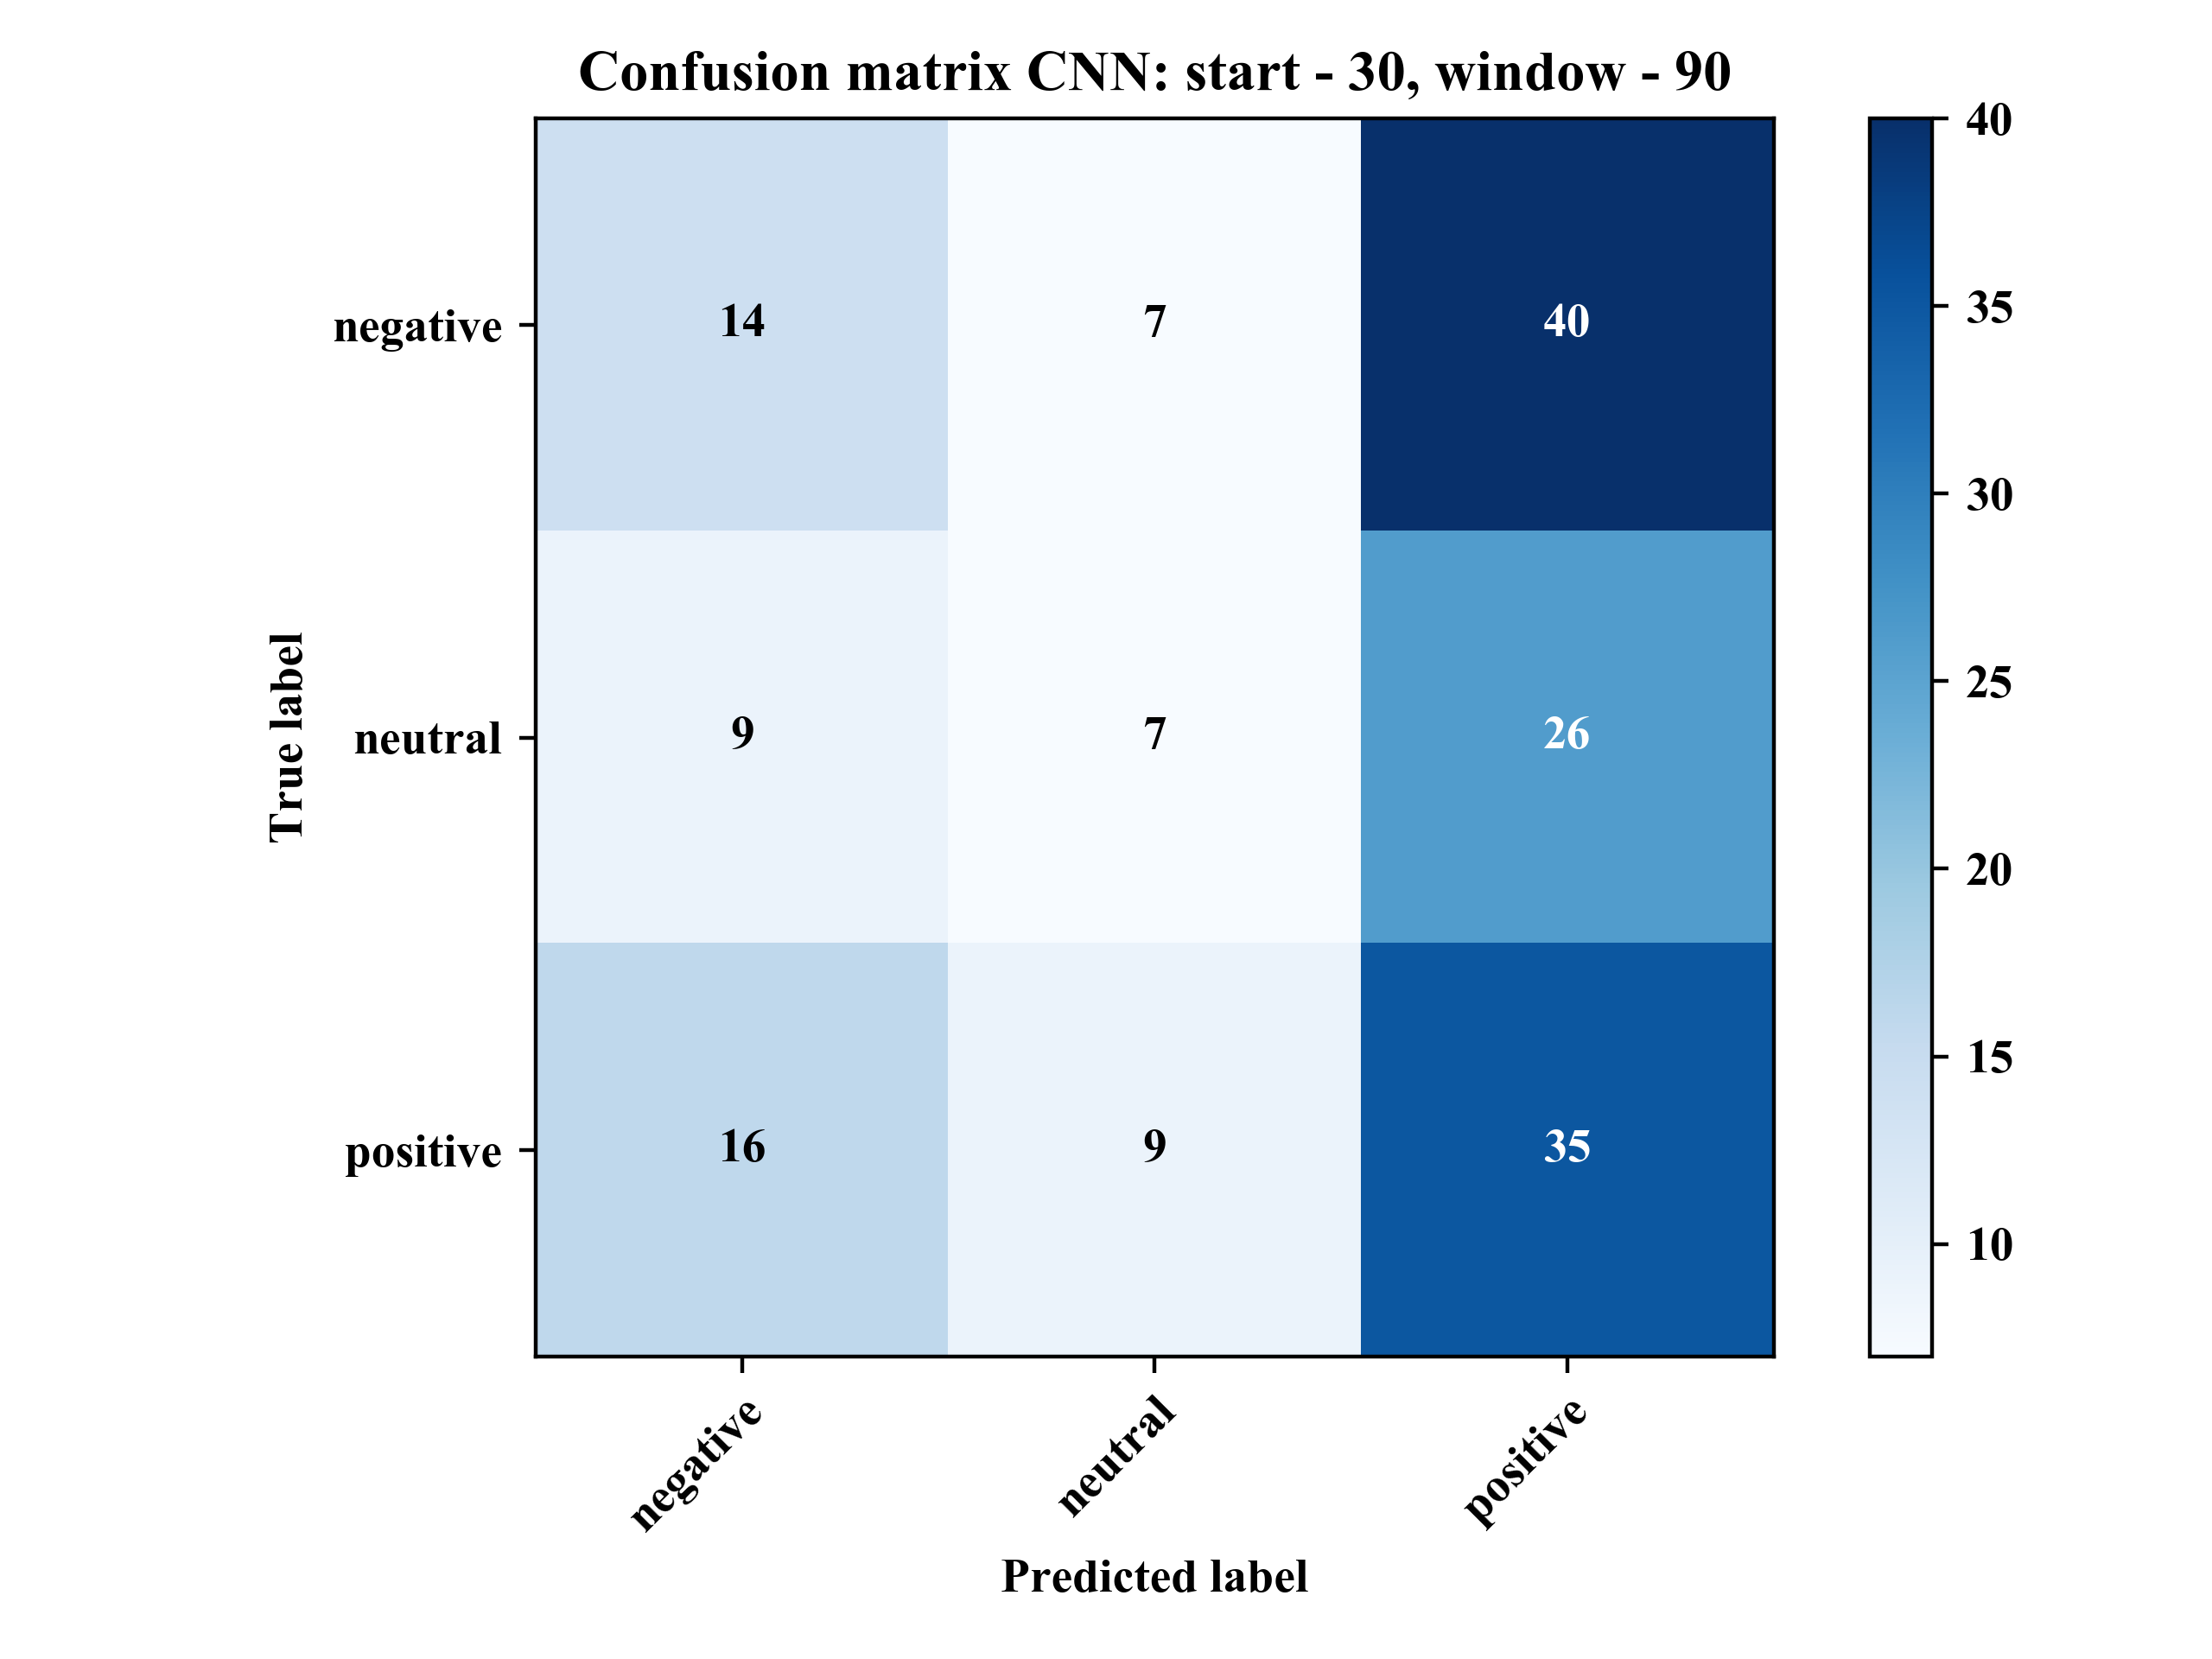 Confusion matrix CNN: start - 30, window - 90
True label
negative
neutral
positive
14 7 40
9 7 26
16 9 35
negative
neutral
positive
Predicted label
40
35
30
25
20
15
10